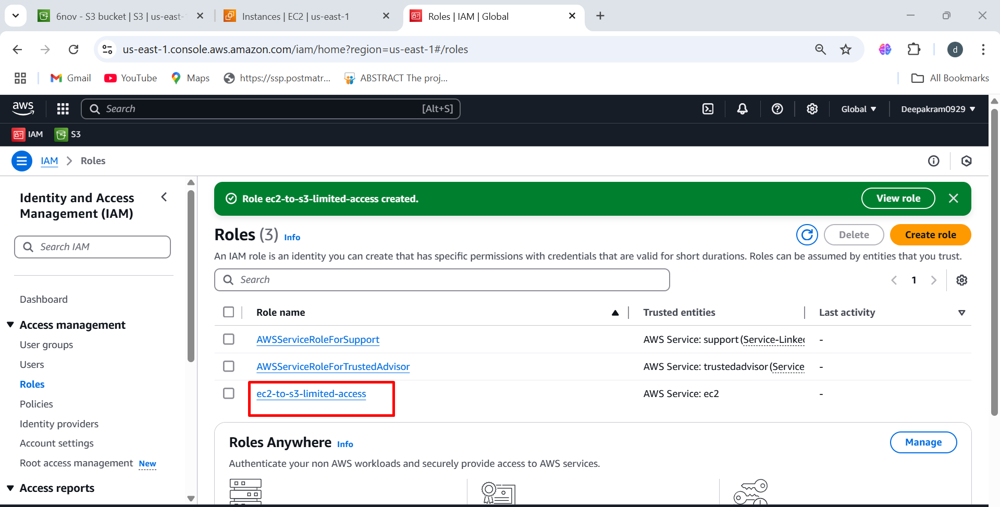 6nov - S3 bucket | S3 | us-east-
Instances | EC2 | us-east-1
Roles | IAM | Global
us-east-1.console.aws.amazon.com/iam/home?region=us-east-1#/roles
d
Gmail
YouTube
Maps
https://ssp.postmatr...
ABSTRACT The proj...
All Bookmarks
aws
Search
[Alt+S]
Global
Deepakram0929
IAM
S3
IAM
Roles
Identity and Access
Management (IAM)
Search IAM
Dashboard
Access management
User groups
Users
Roles
Policies
Identity providers
Account settings
Root access management New
Access reports
Role ec2-to-s3-limited-access created.
View role
Roles (3) Info
Delete
Create role
An IAM role is an identity you can create that has specific permissions with credentials that are valid for short durations. Roles can be assumed by entities that you trust.
Search
1
Role name
Trusted entities
Last activity
AWSServiceRoleForSupport
AWS Service: support (Service-Linked
-
AWSServiceRoleForTrustedAdvisor
AWS Service: trustedadvisor (Service
-
ec2-to-s3-limited-access
AWS Service: ec2
-
Roles Anywhere Info
Manage
Authenticate your non AWS workloads and securely provide access to AWS services.